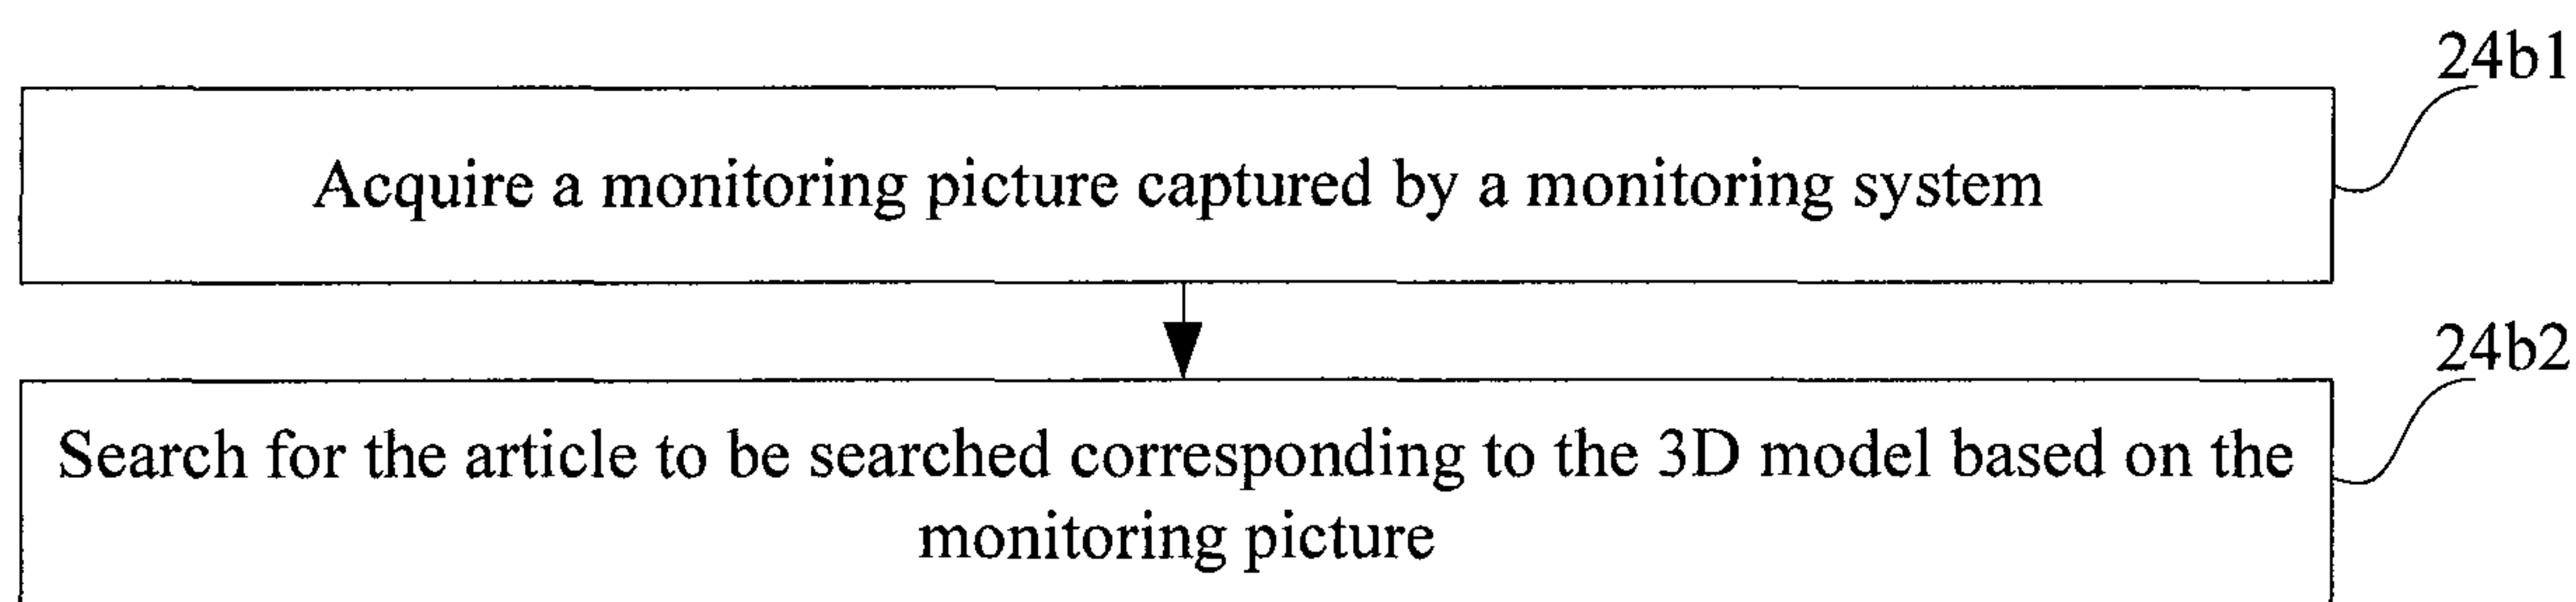 24b1
Acquire a monitoring picture captured by a monitoring system
24b2
Search for the article to be searched corresponding to the 3D model based on the
monitoring picture